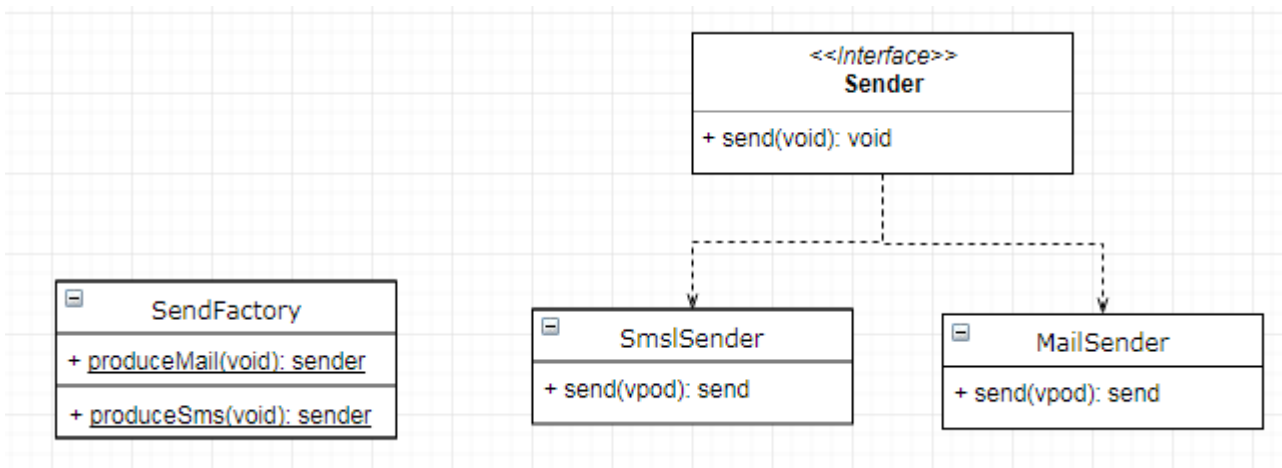 <<Interface>>
Sender
+ send(void): void
SendFactory
+ produceMail(void): sender
+ produceSms(void): sender
SmslSender
+ send(vpod): send
MailSender
+ send(vpod): send